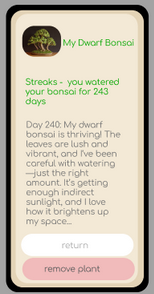 My Dwarf Bonsai
Streaks - you watered
your bonsai for 243
days
Day 240: My dwarf
bonsai is thriving! The
leaves are lush and
vibrant, and I've been
careful with watering
—just the right
amount. It's getting
enough indirect
sunlight, and I love
how it brightens up
my space...
return
remove plant